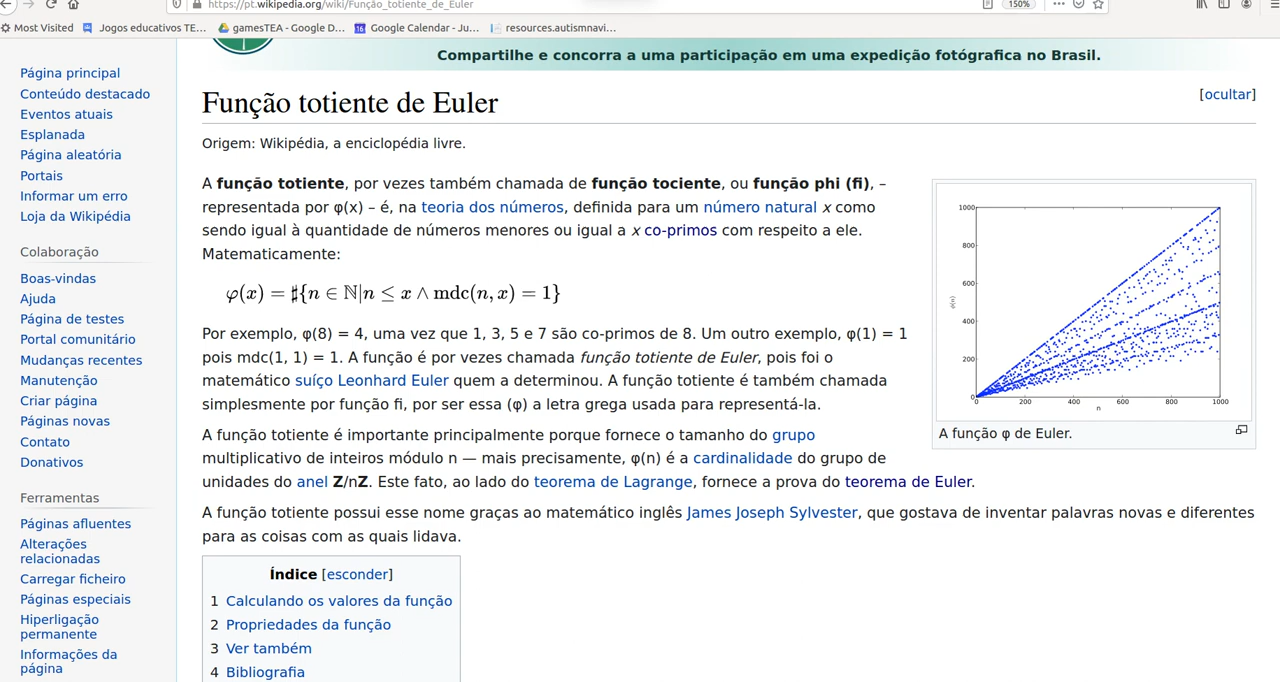 https://pt.wikipedia.org/wiki/Função_totiente_de_Euler
150%
Most Visited
Jogos educativos TE...
gamesTEA - Google D...
Google Calendar - Ju...
resources.autismnavi...
Compartilhe e concorra a uma participação em uma expedição fotógrafica no Brasil.
[ocultar]
Página principal
Conteúdo destacado
Eventos atuais
Esplanada
Página aleatória
Portais
Informar um erro
Loja da Wikipédia
Colaboração
Boas-vindas
Ajuda
Página de testes
Portal comunitário
Mudanças recentes
Manutenção
Criar página
Páginas novas
Contato
Donativos
Ferramentas
Páginas afluentes
Alterações
relacionadas
Carregar ficheiro
Páginas especiais
Hiperligação
permanente
Informações da
página
Função totiente de Euler
Origem: Wikipédia, a enciclopédia livre.
A função totiente, por vezes também chamada de função tociente, ou função phi (fi), –
representada por φ(x) – é, na teoria dos números, definida para um número natural x como
sendo igual à quantidade de números menores ou igual a x co-primos com respeito a ele.
Matematicamente:
φ(x) = ♯{n ∈ ℕ|n ≤ x ∧ mdc(n, x) = 1}
Por exemplo, φ(8) = 4, uma vez que 1, 3, 5 e 7 são co-primos de 8. Um outro exemplo, φ(1) = 1
pois mdc(1, 1) = 1. A função é por vezes chamada função totiente de Euler, pois foi o
matemático suíço Leonhard Euler quem a determinou. A função totiente é também chamada
simplesmente por função fi, por ser essa (φ) a letra grega usada para representá-la.
A função totiente é importante principalmente porque fornece o tamanho do grupo
multiplicativo de inteiros módulo n — mais precisamente, φ(n) é a cardinalidade do grupo de
unidades do anel Z/nZ. Este fato, ao lado do teorema de Lagrange, fornece a prova do teorema de Euler.
A função totiente possui esse nome graças ao matemático inglês James Joseph Sylvester, que gostava de inventar palavras novas e diferentes
para as coisas com as quais lidava.
1000
800
600
400
200
0
0 200 400 600 800 1000
n
ϕ(n)
A função φ de Euler.
Índice [esconder]
1 Calculando os valores da função
2 Propriedades da função
3 Ver também
4 Bibliografia